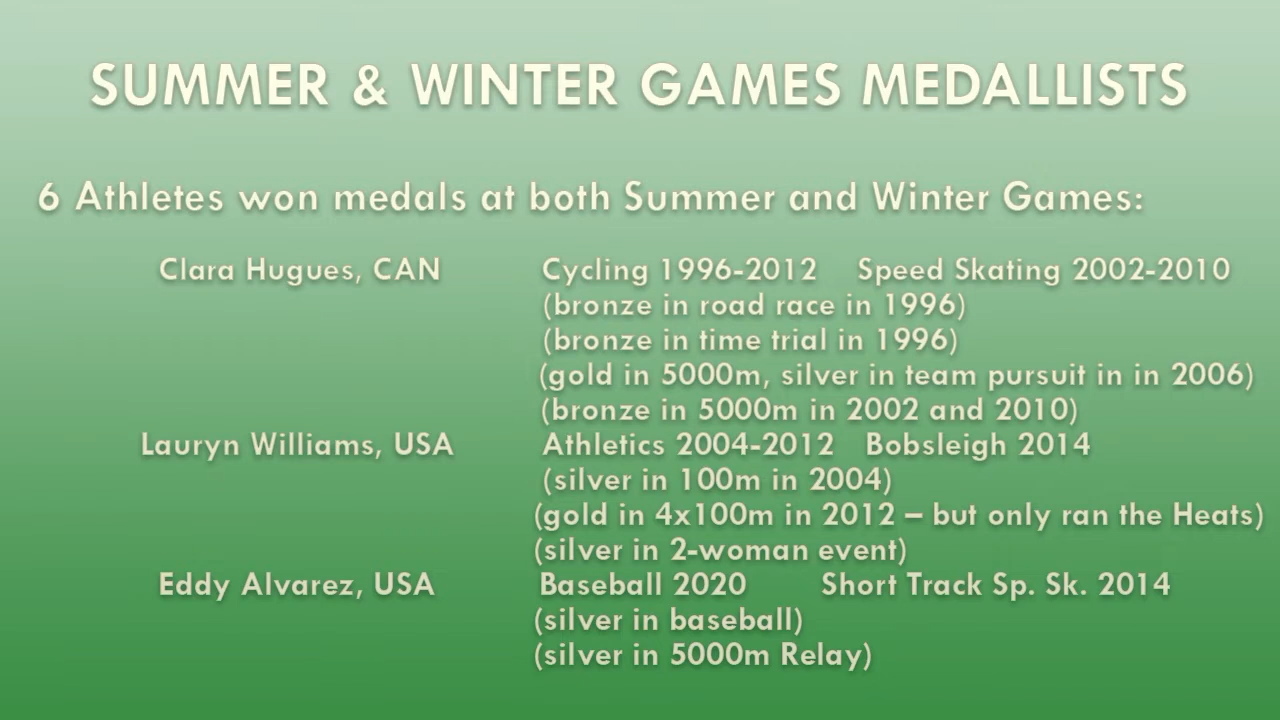 SUMMER & WINTER GAMES MEDALLISTS
6 Athletes won medals at both Summer and Winter Games:
Clara Hugues, CAN Cycling 1996-2012 Speed Skating 2002-2010
(bronze in road race in 1996)
(bronze in time trial in 1996)
(gold in 5000m, silver in team pursuit in in 2006)
(bronze in 5000m in 2002 and 2010)
Lauryn Williams, USA Athletics 2004-2012 Bobsleigh 2014
(silver in 100m in 2004)
(gold in 4x100m in 2012 – but only ran the Heats)
(silver in 2-woman event)
Eddy Alvarez, USA Baseball 2020 Short Track Sp. Sk. 2014
(silver in baseball)
(silver in 5000m Relay)